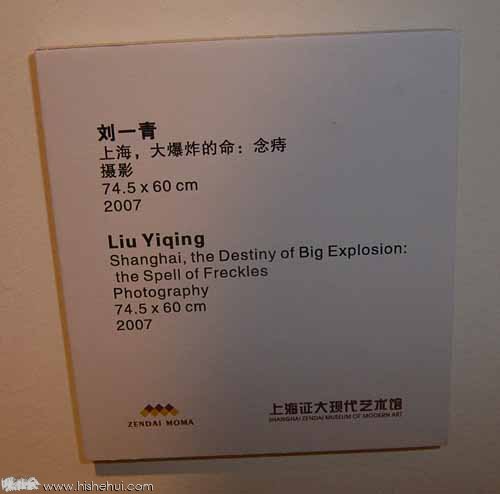 刘一青
上海，大爆炸的命：念痔
摄影
74.5 x 60 cm
2007
Liu Yiqing
Shanghai, the Destiny of Big Explosion:
the Spell of Freckles
Photography
74.5 x 60 cm
2007
ZENDAI MOMA
上海证大现代艺术馆
SHANGHAI ZENDAI MUSEUM OF MODERN ART
www.hishehui.com